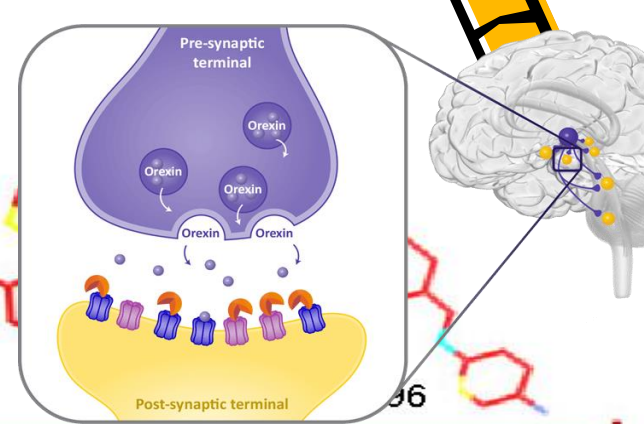 Pre-synaptic
terminal
Orexin
Orexin
Orexin
Orexin
Orexin
Post-synaptic terminal
96